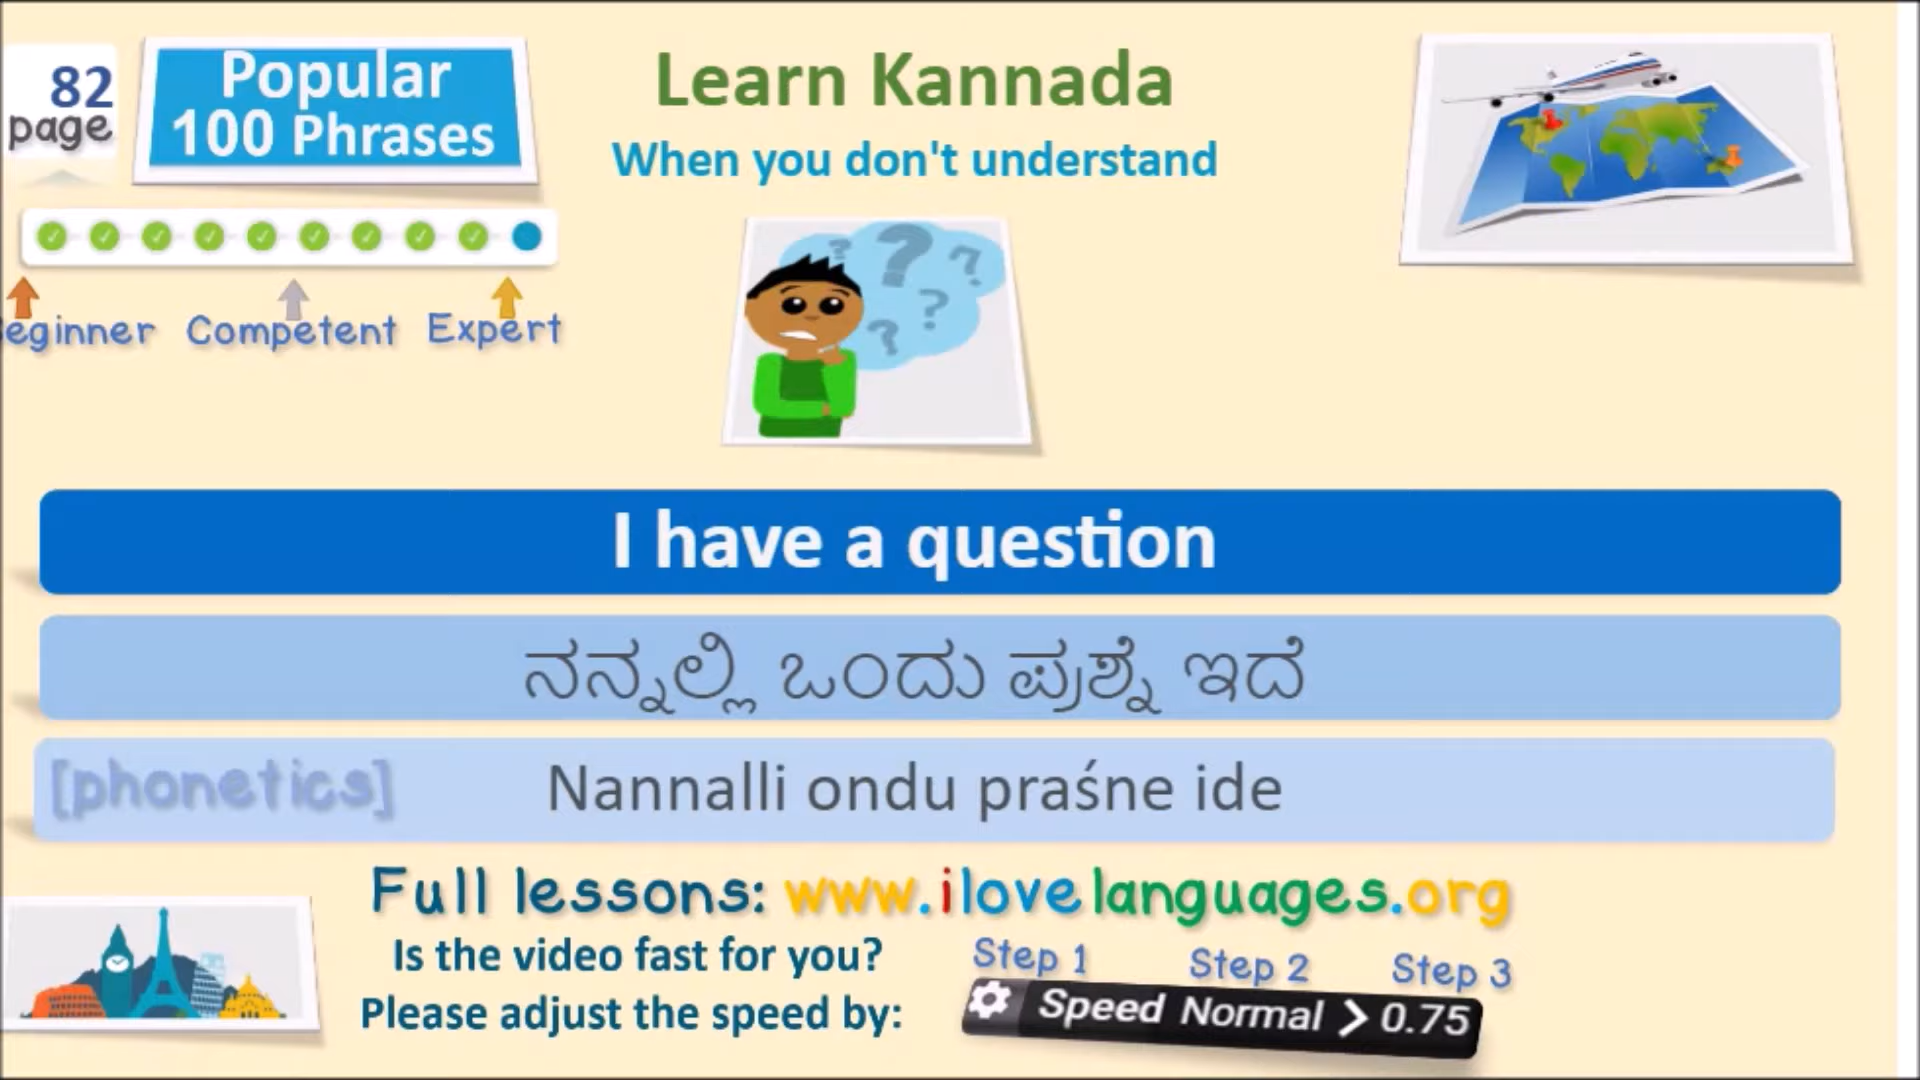 82
page
Popular
100 Phrases
Learn Kannada
When you don't understand
eginner Competent Expert
I have a question
ನನ್ನಲ್ಲಿ ಒಂದು ಪ್ರಶ್ನೆ ಇದೆ
[phonetics] Nannalli ondu praśne ide
Full lessons: www.ilovelanguages.org
Is the video fast for you?
Please adjust the speed by:
Step 1 Step 2 Step 3
Speed Normal > 0.75